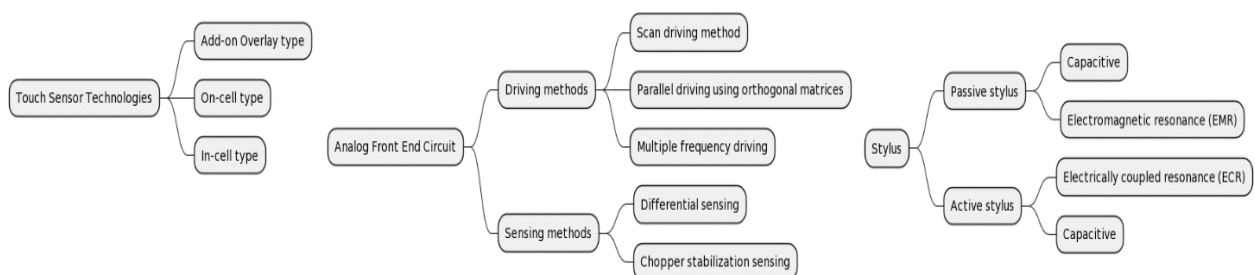 Touch Sensor Technologies
Add-on Overlay type
On-cell type
In-cell type
Analog Front End Circuit
Driving methods
Scan driving method
Parallel driving using orthogonal matrices
Multiple frequency driving
Sensing methods
Differential sensing
Chopper stabilization sensing
Stylus
Passive stylus
Capacitive
Electromagnetic resonance (EMR)
Active stylus
Electrically coupled resonance (ECR)
Capacitive